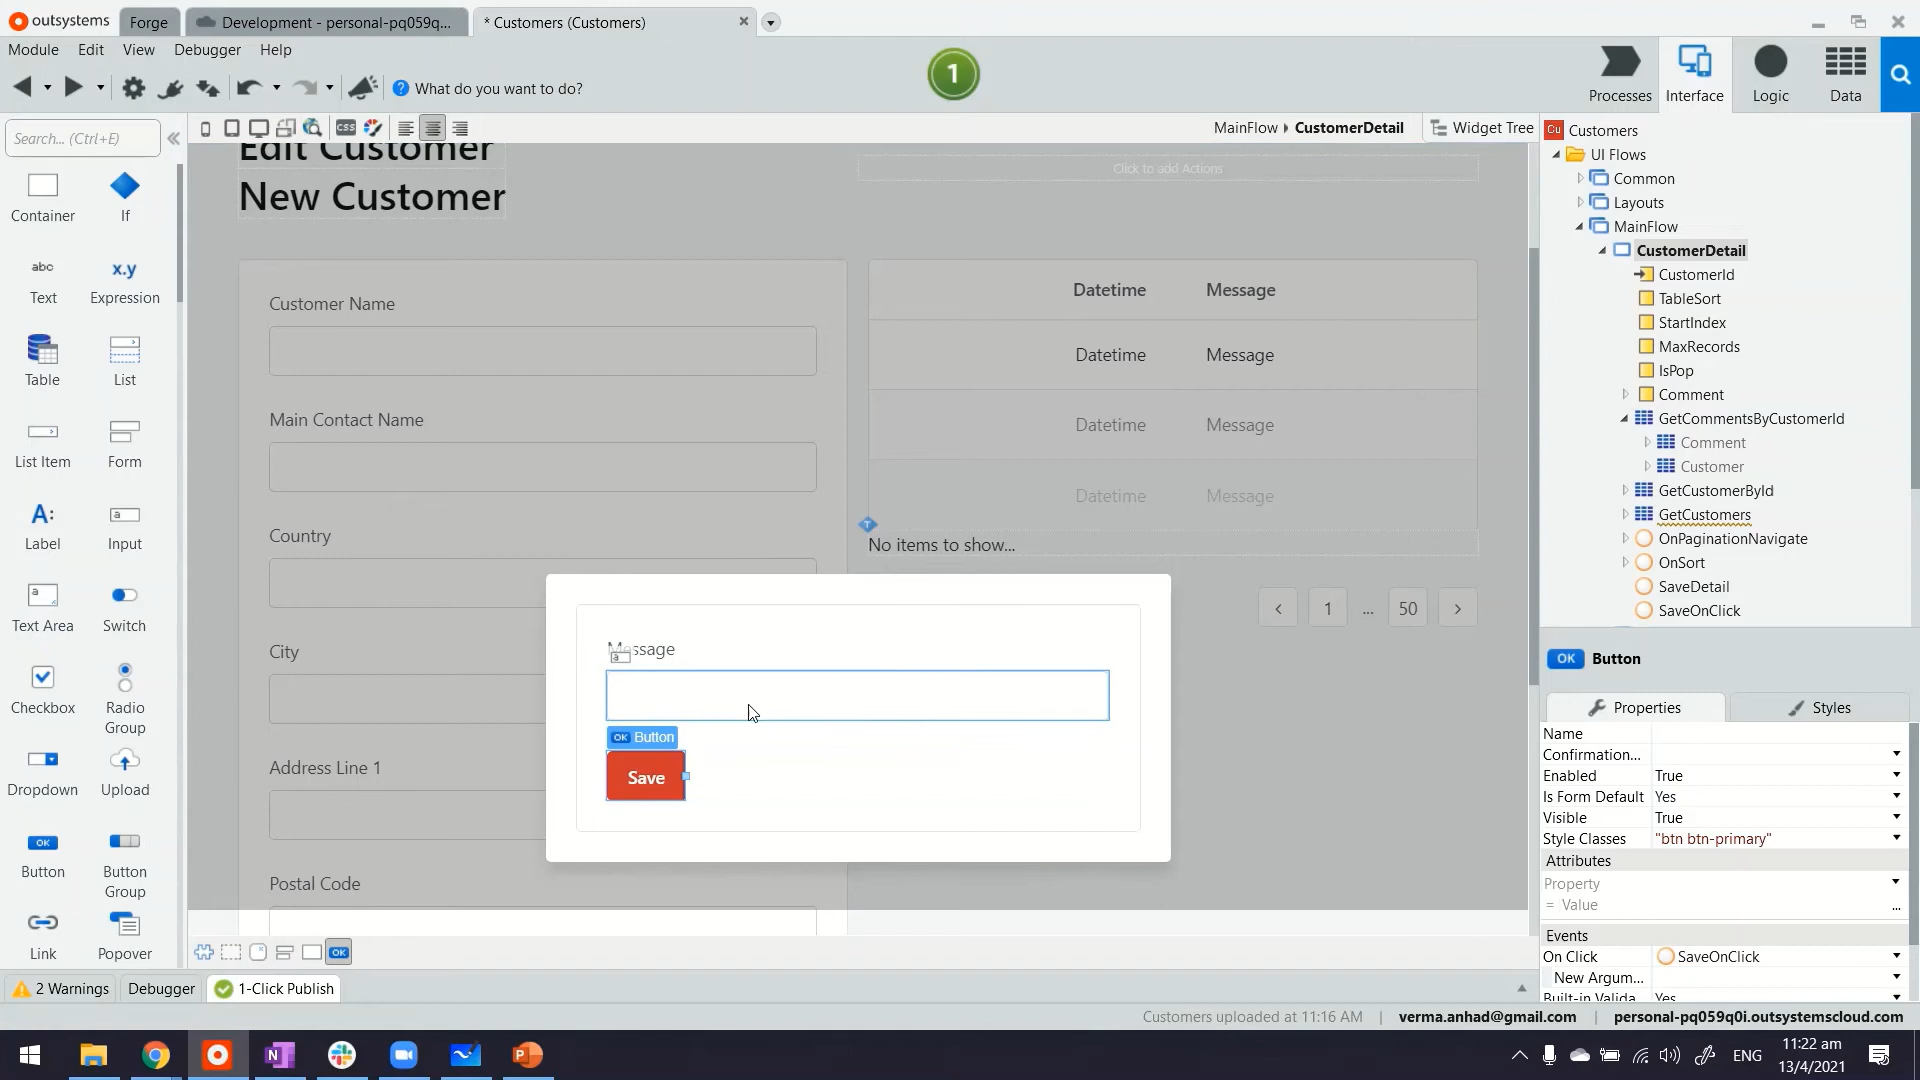 outsystems
Forge
Development - personal-pq059q...
* Customers (Customers)
Module Edit View Debugger Help
What do you want to do?
1
Processes
Interface
Logic
Data
Search... (Ctrl+E)
CSS
MainFlow CustomerDetail
Widget Tree
Container
If
abc
Text
x.y
Expression
Table
List
List Item
Form
A:
Label
a
Input
a
Text Area
Switch
Checkbox
Radio
Group
Dropdown
Upload
OK
Button
Button
Group
Link
Popover
Edit Customer
New Customer
Click to add Actions
Customer Name
Main Contact Name
Country
City
Address Line 1
Postal Code
Datetime Message
Datetime Message
Datetime Message
Datetime Message
No items to show...
1 ... 50
Message
a
OK Button
Save
OK
Cu Customers
UI Flows
Common
Layouts
MainFlow
CustomerDetail
CustomerId
TableSort
StartIndex
MaxRecords
IsPop
Comment
GetCommentsByCustomerId
Comment
Customer
GetCustomerById
GetCustomers
OnPaginationNavigate
OnSort
SaveDetail
SaveOnClick
OK Button
Properties
Styles
Name
Confirmation...
Enabled True
Is Form Default Yes
Visible True
Style Classes "btn btn-primary"
Attributes
Property
= Value ...
Events
On Click SaveOnClick
New Argum...
Built-in Valida Yes
2 Warnings
Debugger
1-Click Publish
Customers uploaded at 11:16 AM | verma.anhad@gmail.com | personal-pq059q0i.outsystemscloud.com
ENG
11:22 am
13/4/2021